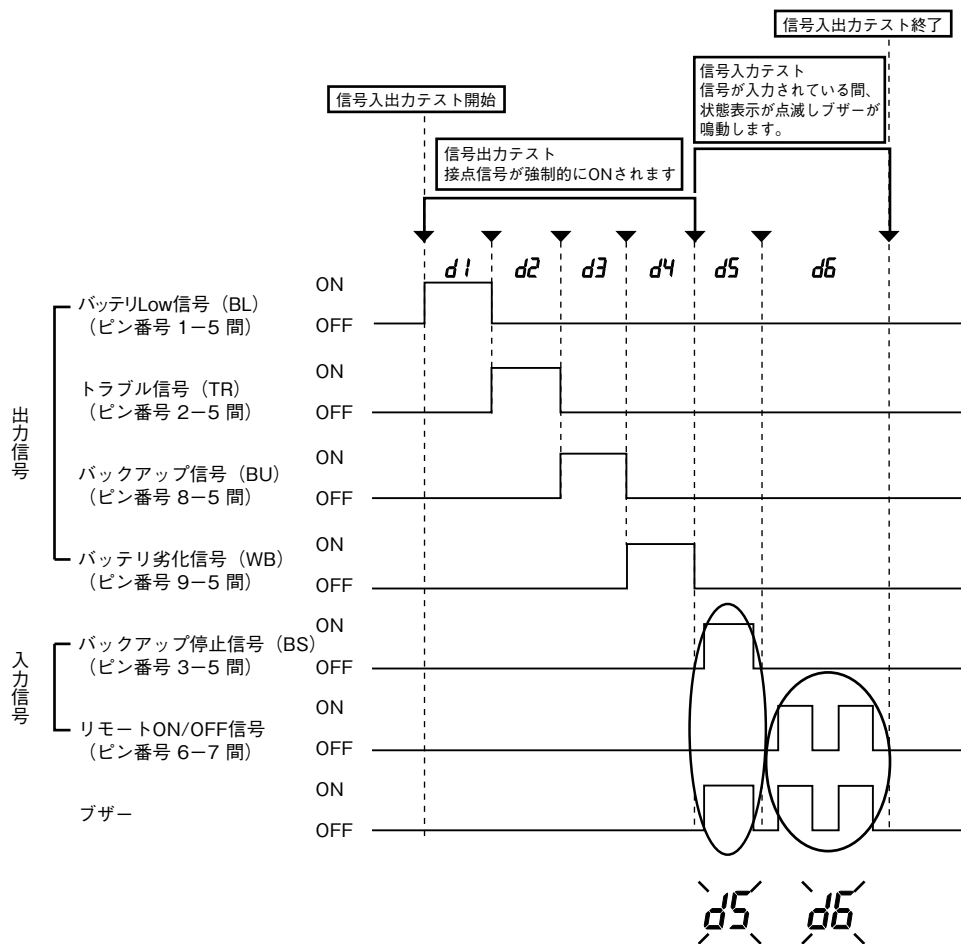 信号入出力テスト終了
信号入力テスト
信号が入力されている間、
状態表示が点滅しブザーが
鳴動します。
信号入出力テスト開始
信号出力テスト
接点信号が強制的にONされます
d1 d2 d3 d4 d5 d6
出力信号
バッテリLow信号（BL）
（ピン番号 1－5 間）
ON
OFF
トラブル信号（TR）
（ピン番号 2－5 間）
ON
OFF
バックアップ信号（BU）
（ピン番号 8－5 間）
ON
OFF
バッテリ劣化信号（WB）
（ピン番号 9－5 間）
ON
OFF
入力信号
バックアップ停止信号（BS）
（ピン番号 3－5 間）
ON
OFF
リモートON/OFF信号
（ピン番号 6－7 間）
ON
OFF
ブザー
ON
OFF
d5 d6